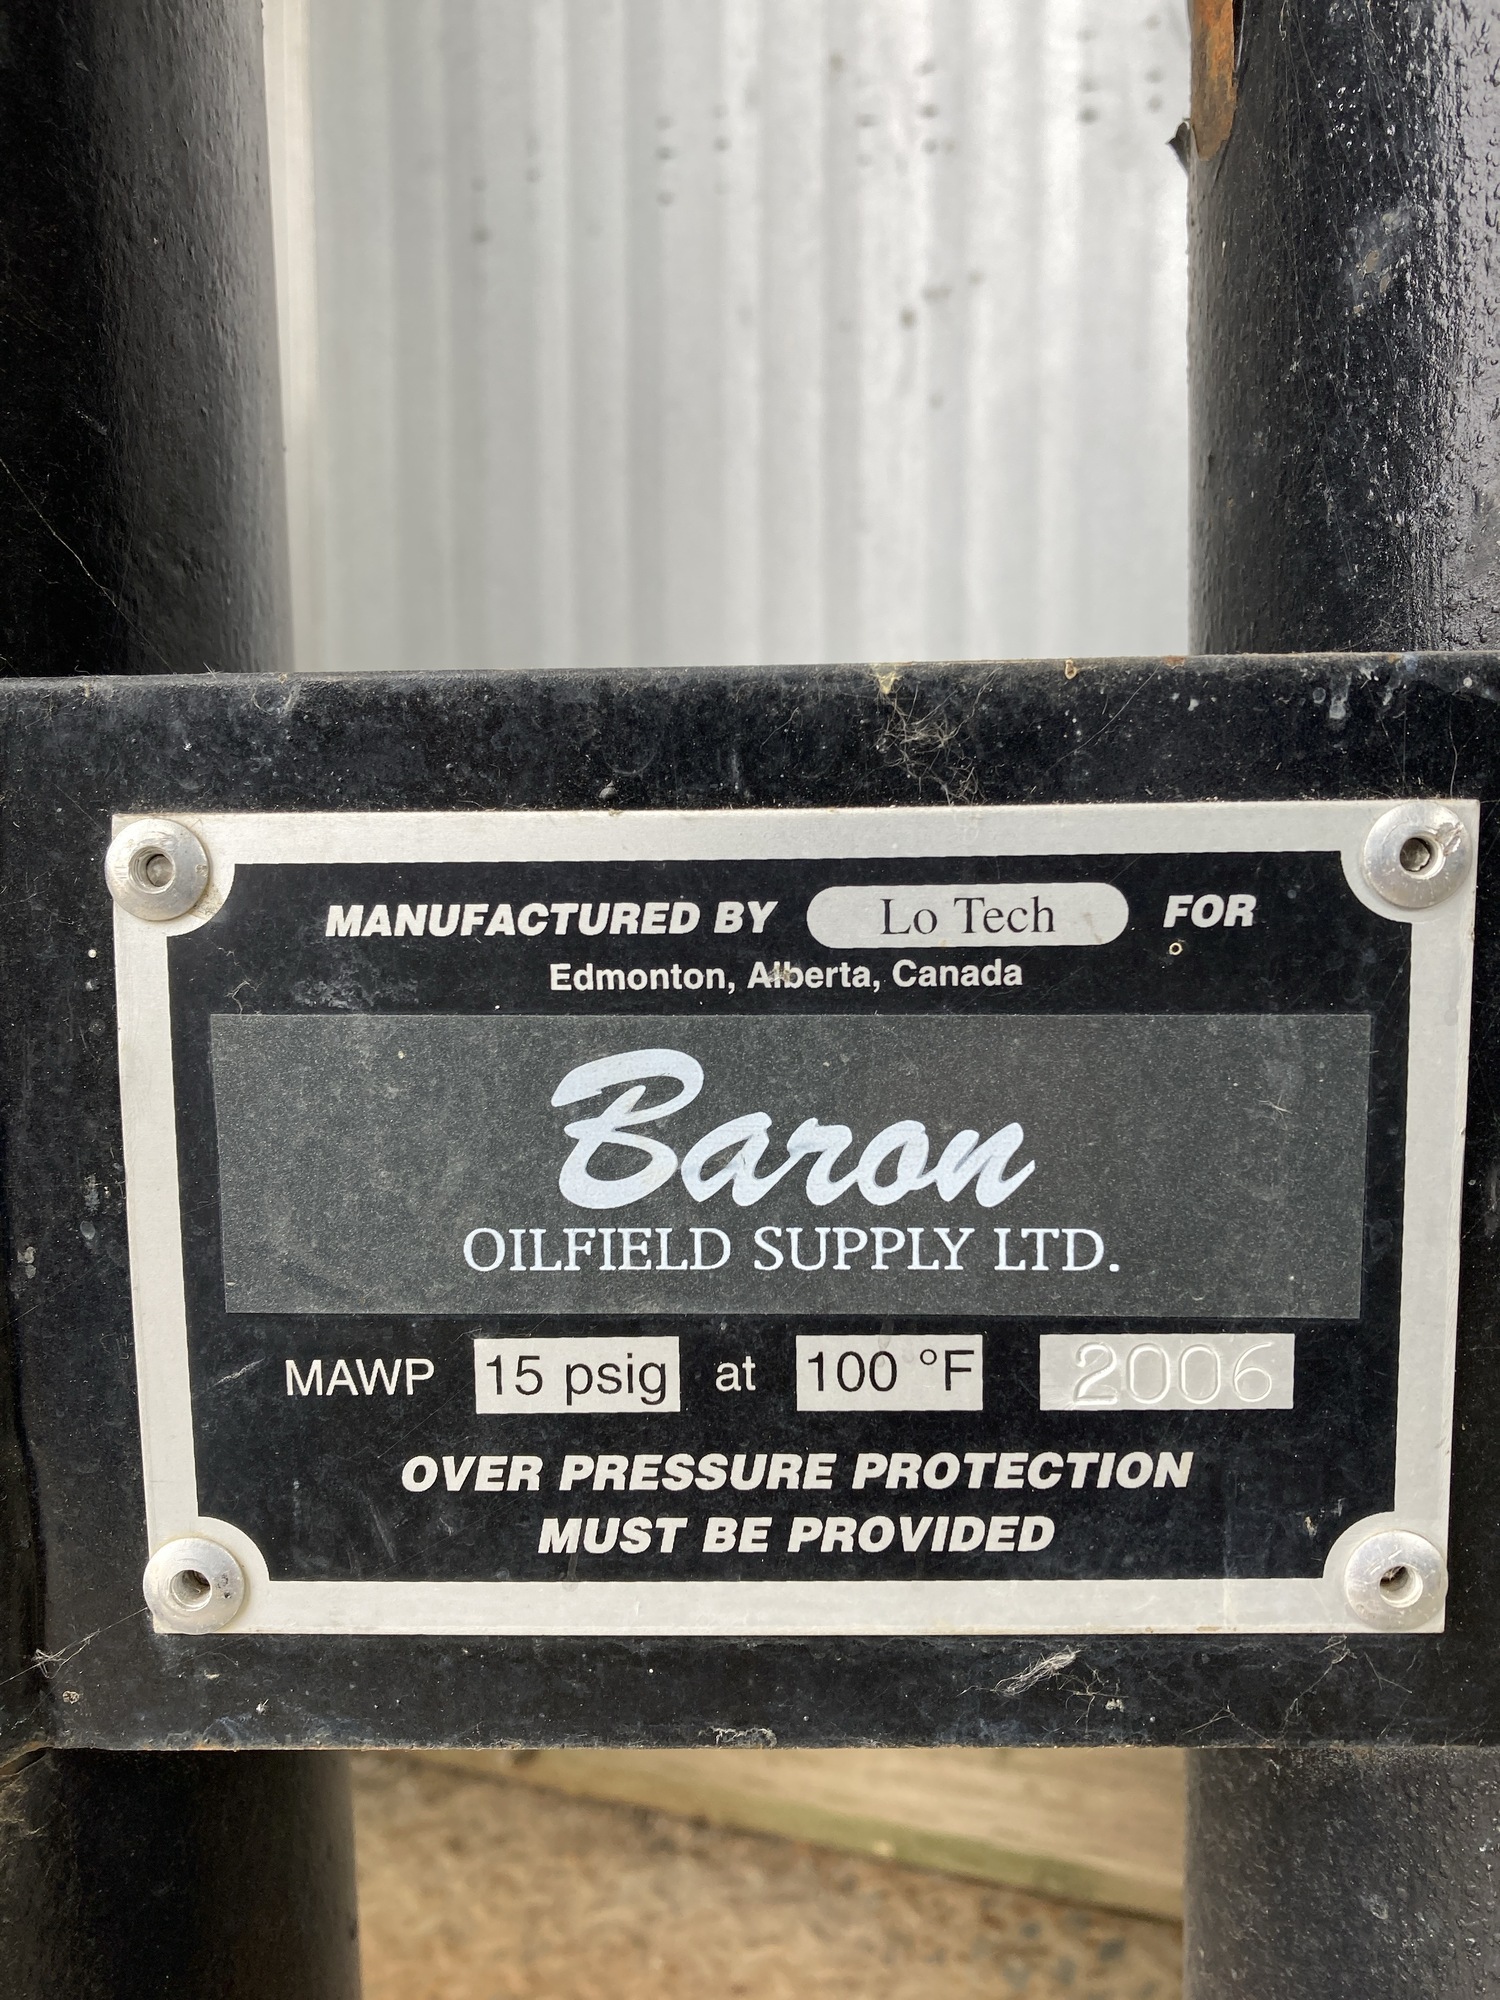 MANUFACTURED BY Lo Tech FOR
Edmonton, Alberta, Canada
Baron
OILFIELD SUPPLY LTD.
MAWP 15 psig at 100 °F 2006
OVER PRESSURE PROTECTION
MUST BE PROVIDED